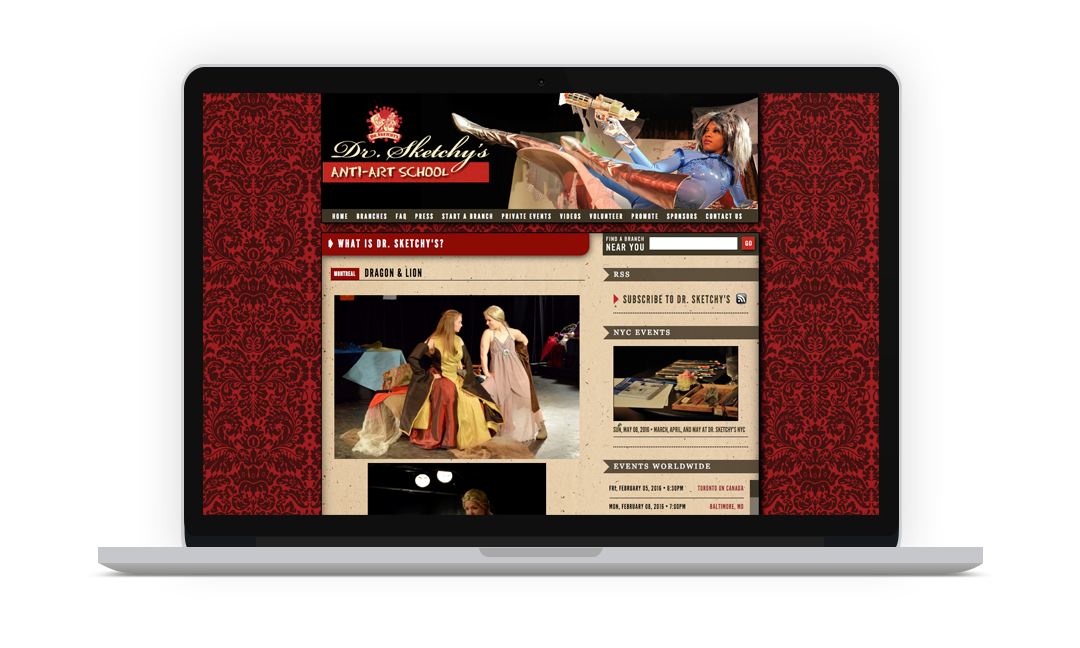 DR. SKETCHY'S
Dr. Sketchy's
ANTI-ART SCHOOL
HOME BRANCHES FAQ PRESS START A BRANCH PRIVATE EVENTS VIDEOS VOLUNTEER PROMOTE SPONSORS CONTACT US
WHAT IS DR. SKETCHY'S?
FIND A BRANCH
NEAR YOU
GO
MONTREAL DRAGON & LION
RSS
SUBSCRIBE TO DR. SKETCHY'S
NYC EVENTS
SUN, MAY 08, 2016 • MARCH, APRIL, AND MAY AT DR. SKETCHY'S NYC
EVENTS WORLDWIDE
FRI, FEBRUARY 05, 2016 • 6:30PM TORONTO ON CANADA
MON, FEBRUARY 08, 2016 • 7:00PM BALTIMORE, MD